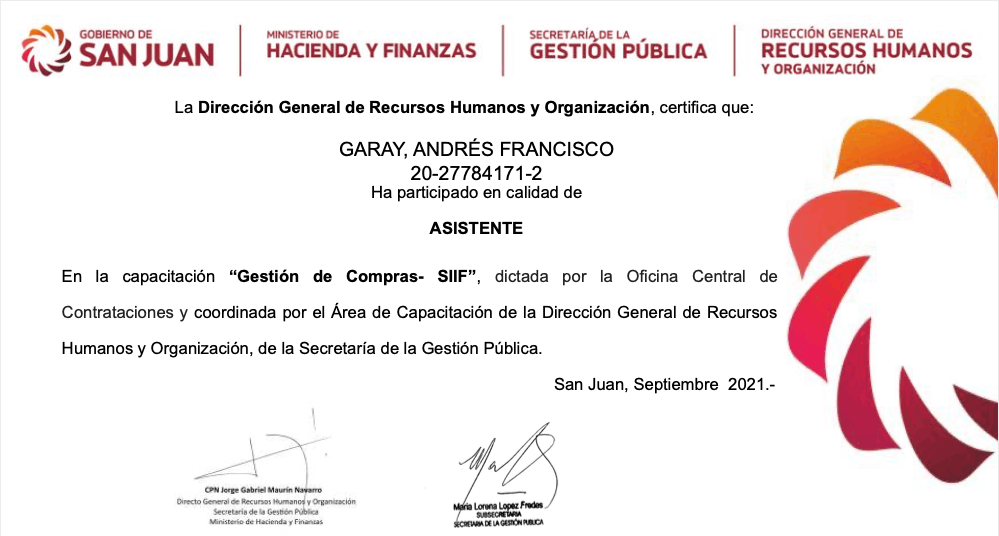 GOBIERNO DE
SAN JUAN
MINISTERIO DE
HACIENDA Y FINANZAS
SECRETARÍA DE LA
GESTIÓN PÚBLICA
DIRECCIÓN GENERAL DE
RECURSOS HUMANOS
Y ORGANIZACIÓN
La Dirección General de Recursos Humanos y Organización, certifica que:
GARAY, ANDRÉS FRANCISCO
20-27784171-2
Ha participado en calidad de
ASISTENTE
En la capacitación “Gestión de Compras- SIIF”, dictada por la Oficina Central de
Contrataciones y coordinada por el Área de Capacitación de la Dirección General de Recursos
Humanos y Organización, de la Secretaría de la Gestión Pública.
San Juan, Septiembre 2021.-
CPN Jorge Gabriel Maurín Navarro
Directo General de Recursos Humanos y Organización
Secretaría de la Gestión Pública
Ministerio de Hacienda y Finanzas
María Lorena Lopez Fredes
SUBSECRETARIA
SECRETARIA DE LA GESTIÓN PUBLICA